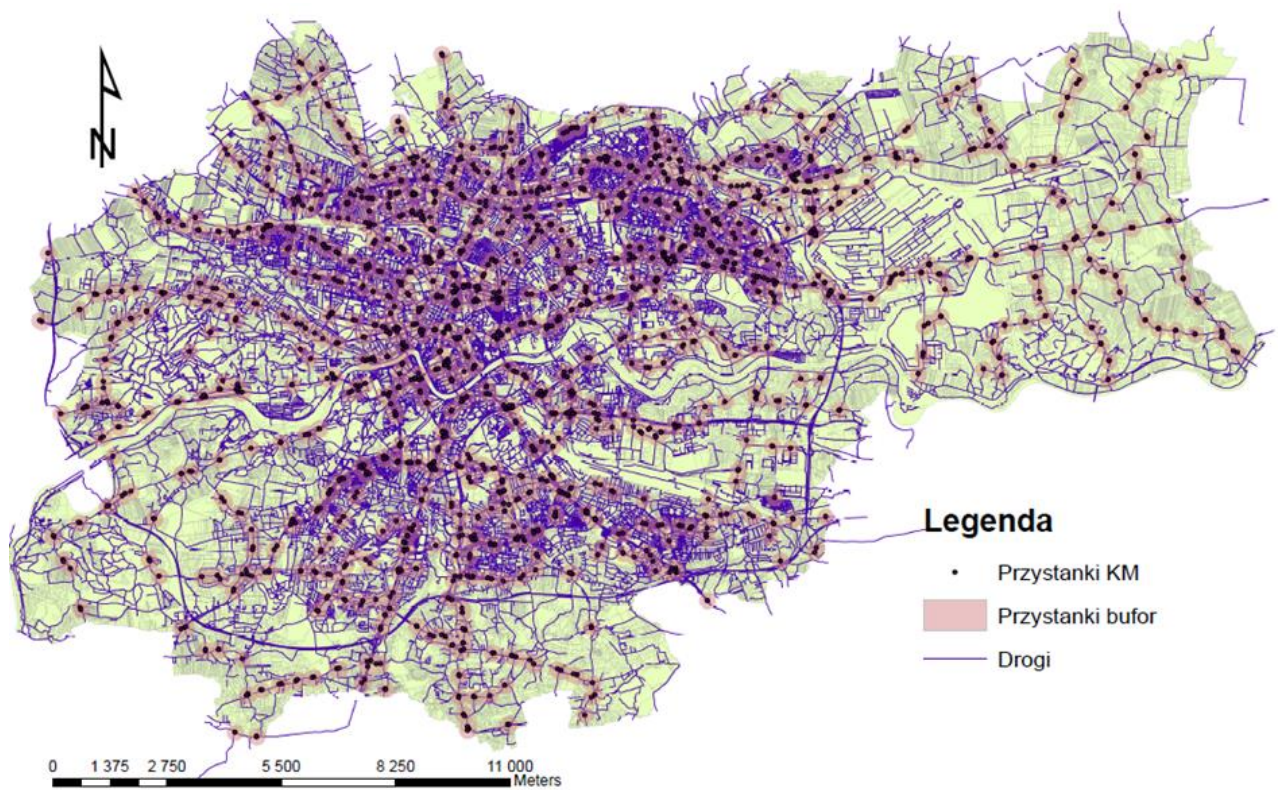 N
Legenda
Przystanki KM
Przystanki bufor
Drogi
0 1 375 2 750 5 500 8 250 11 000
Meters